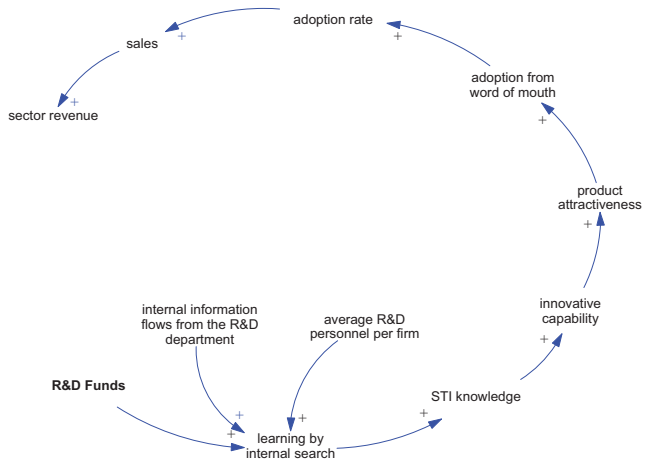 adoption rate
+
+
sales
+
sector revenue
adoption from
word of mouth
+
product
attractiveness
+
innovative
capability
+
internal information
flows from the R&D
department
average R&D
personnel per firm
R&D Funds
STI knowledge
+
+
+
+
learning by
internal search